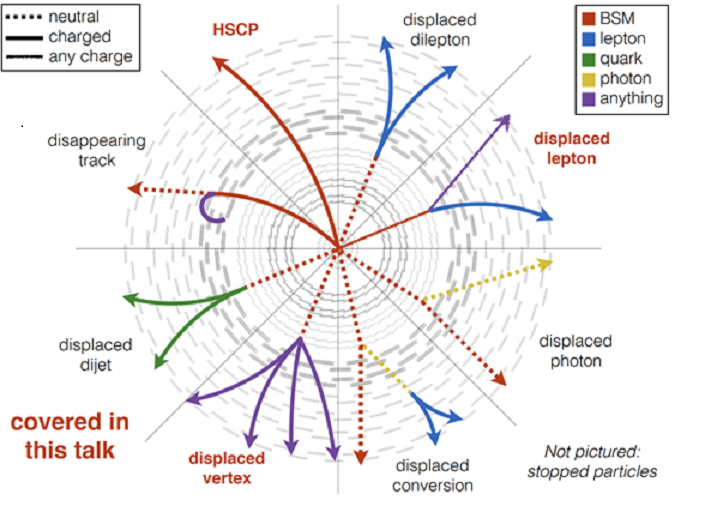 neutral
charged
any charge
HSCP
displaced
dilepton
BSM
lepton
quark
photon
anything
disappearing
track
displaced
lepton
displaced
dijet
displaced
photon
covered in
this talk
displaced
vertex
displaced
conversion
Not pictured:
stopped particles